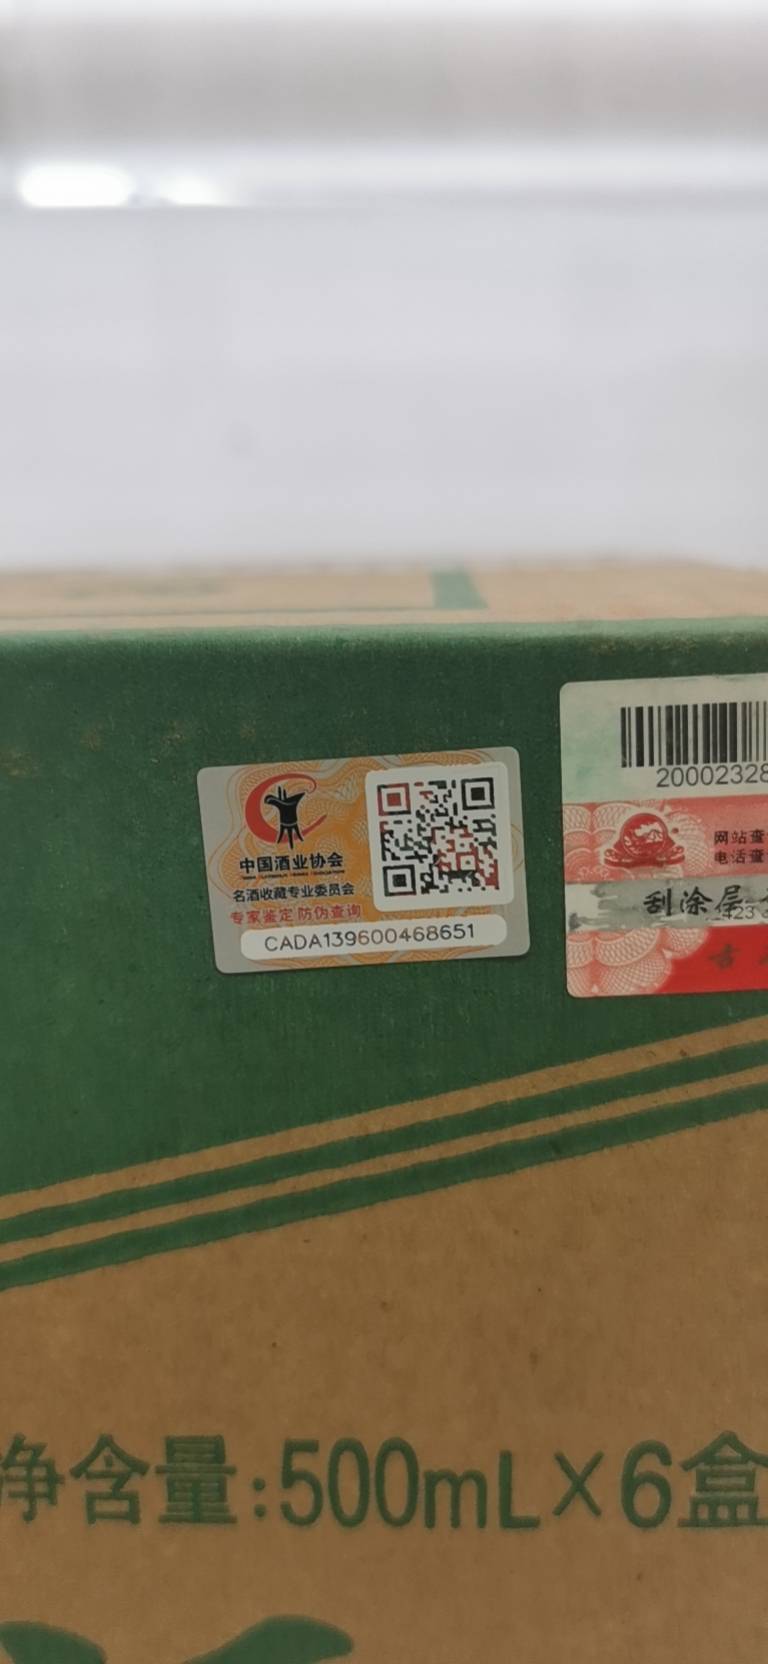 中国酒业协会
名酒收藏专业委员会
专家鉴定 防伪查询
CADA139600468651
20002328
网站查
电话查
刮涂层
净含量:500mL×6盒